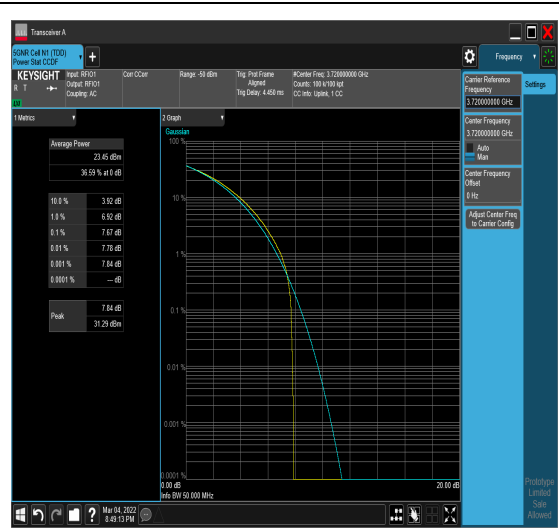 Transceiver A
5GNR Cell N1 (TDD)
Power Stat CCDF
Frequency
KEYSIGHT
R T
LV
Input: RFIO1
Output: RFIO1
Coupling: AC
Corr CCorr
Range: -50 dBm
Trig: Prot Frame
Aligned
Trig Delay: 4.450 ms
#Center Freq: 3.720000000 GHz
Counts: 100 k/100 kpt
CC Info: Uplink, 1 CC
Carrier Reference
Frequency
3.720000000 GHz
Settings
Center Frequency
3.720000000 GHz
Auto
Man
Center Frequency
Offset
0 Hz
Adjust Center Freq
to Carrier Config
1 Metrics
Average Power
23.45 dBm
36.59 % at 0 dB
10.0 % 3.92 dB
1.0 % 6.92 dB
0.1 % 7.67 dB
0.01 % 7.78 dB
0.001 % 7.84 dB
0.0001 % --- dB
Peak
7.84 dB
31.29 dBm
2 Graph
Gaussian
100 %
10 %
1 %
0.1 %
0.01 %
0.001 %
0.0001 %
0.00 dB
20.00 dB
Info BW 50.000 MHz
Mar 04, 2022
8:49:13 PM
Prototype
Limited
Sale
Allowed